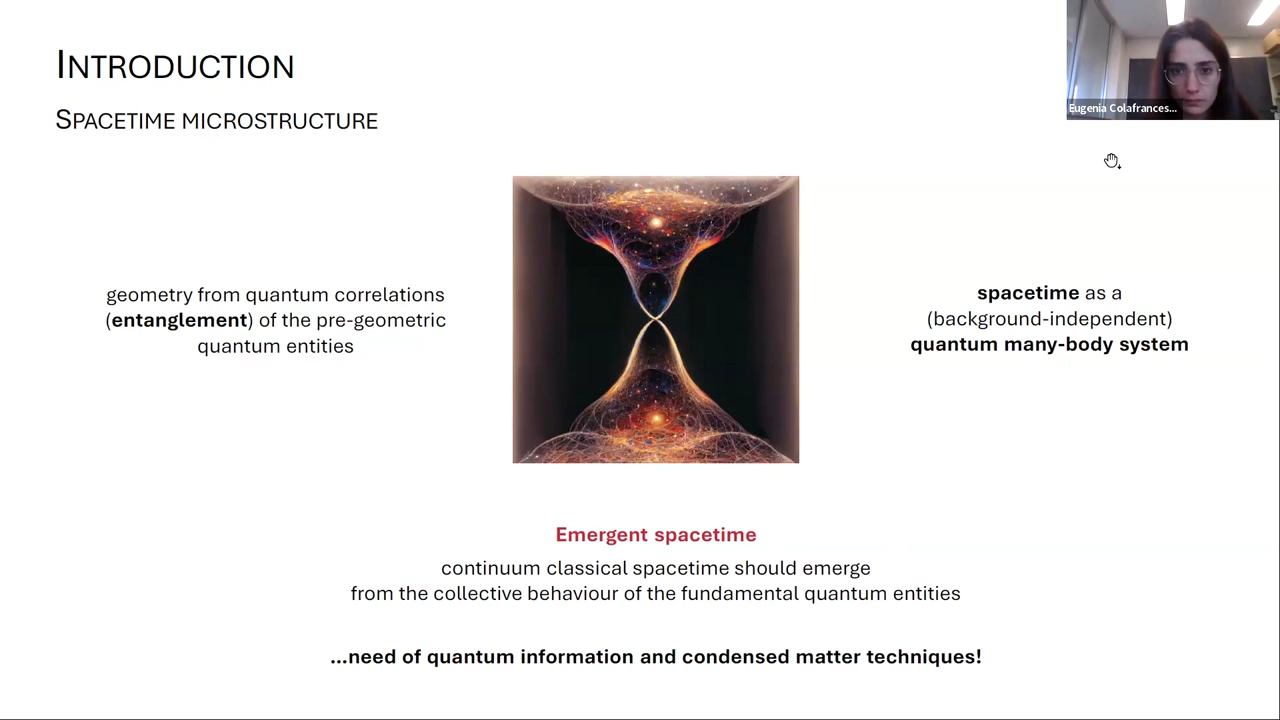 INTRODUCTION
SPACETIME MICROSTRUCTURE
Eugenia Colafrances...
geometry from quantum correlations
(entanglement) of the pre-geometric
quantum entities
spacetime as a
(background-independent)
quantum many-body system
Emergent spacetime
continuum classical spacetime should emerge
from the collective behaviour of the fundamental quantum entities
...need of quantum information and condensed matter techniques!